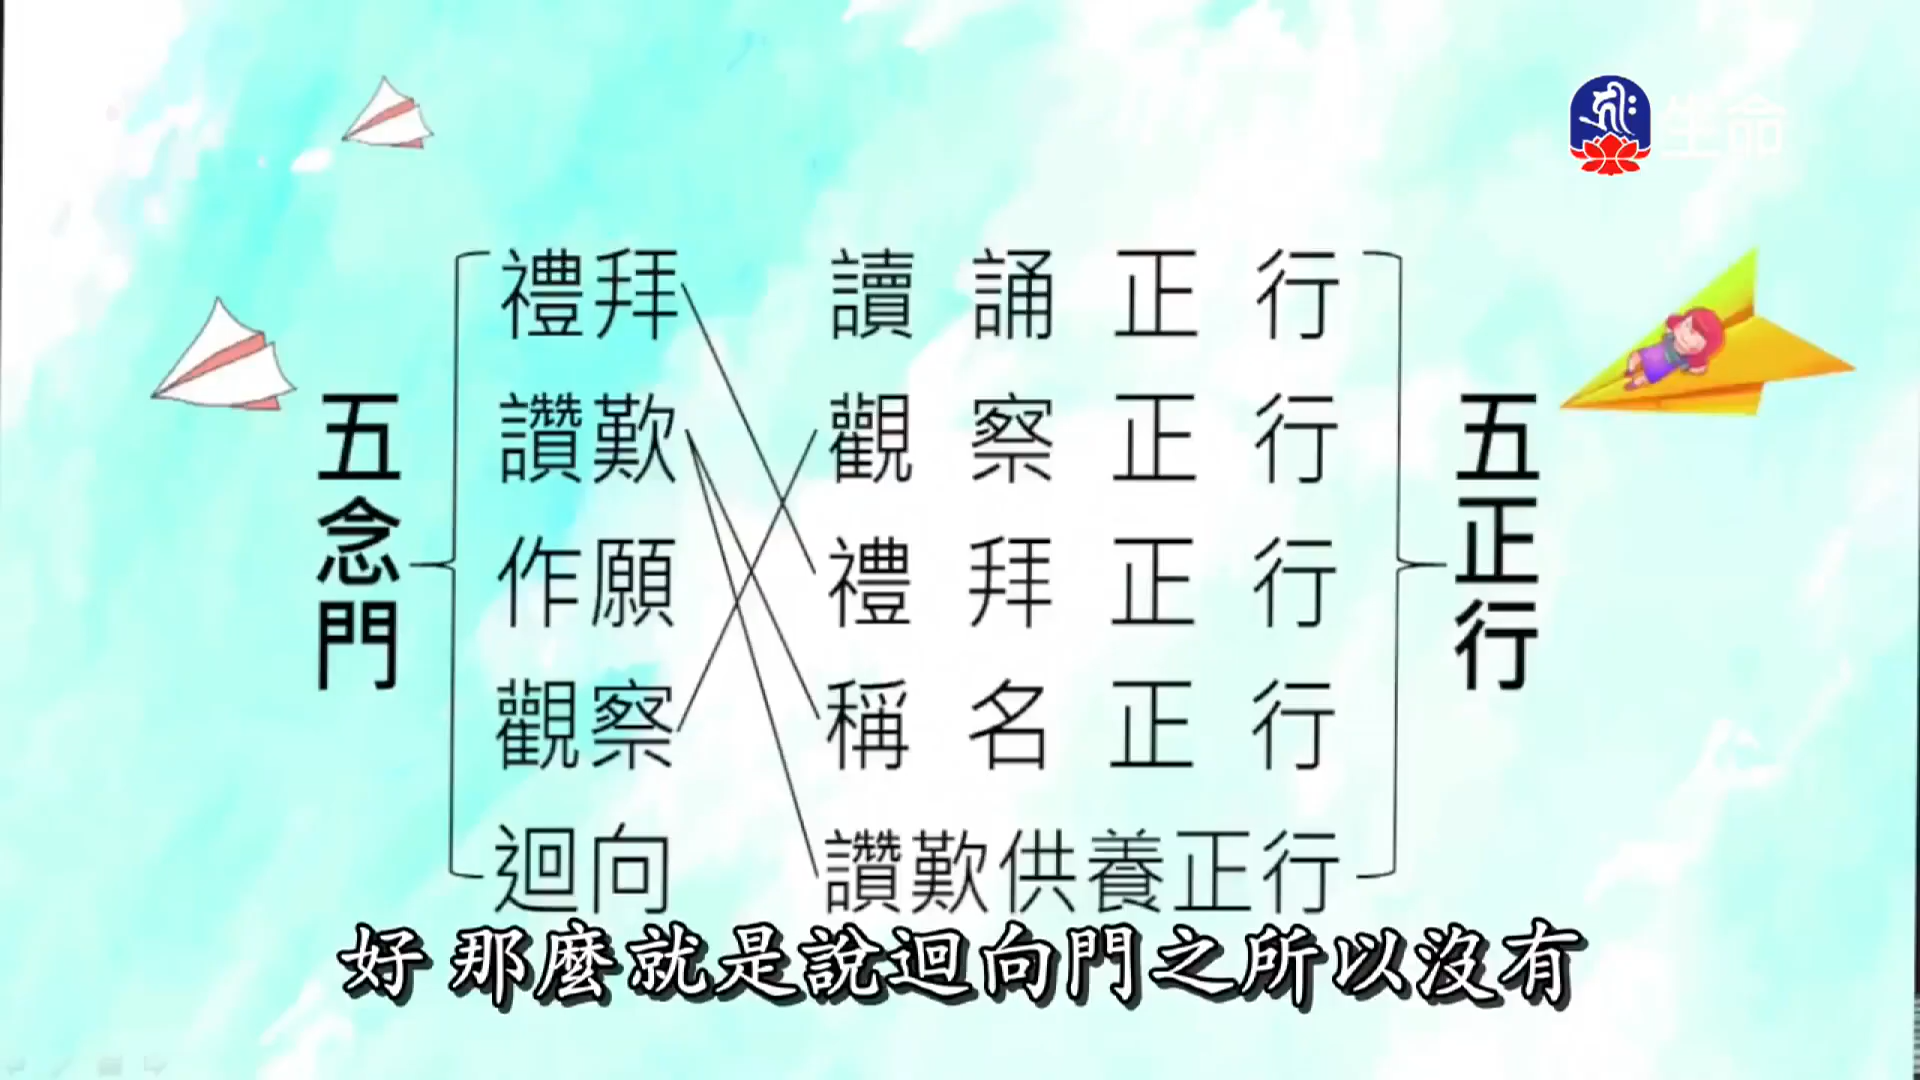 生命
五念門
禮拜
讚歎
作願
觀察
迴向
讀誦正行
觀察正行
禮拜正行
稱名正行
讚歎供養正行
五正行
好 那麼就是說迴向門之所以沒有